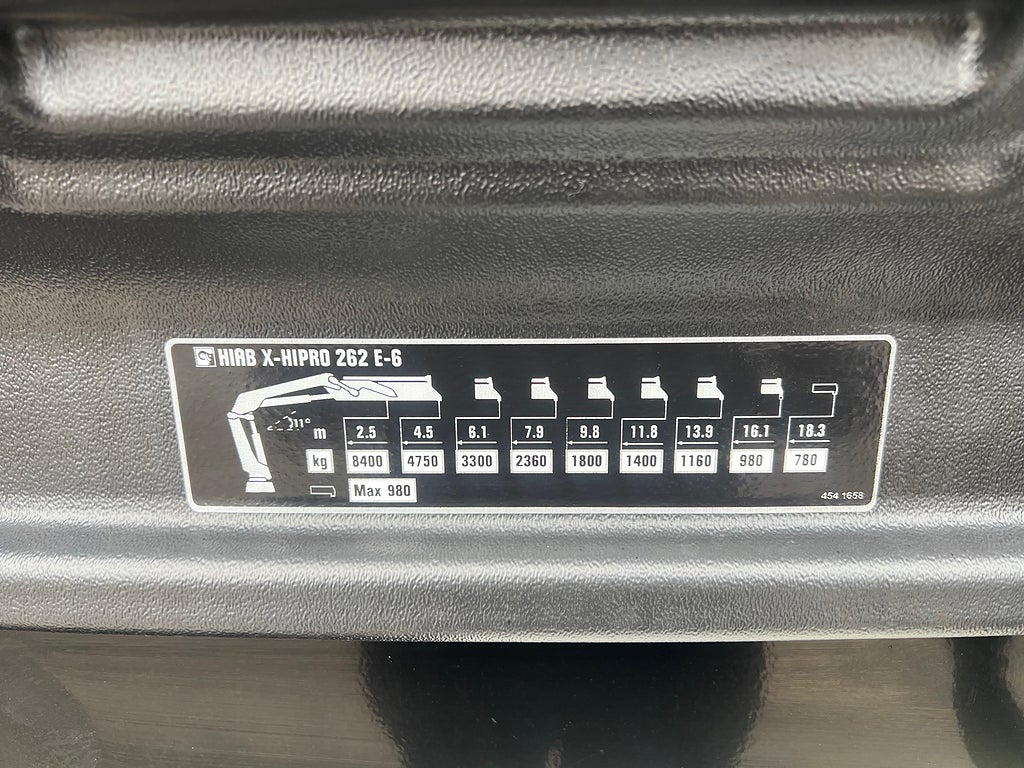 HIAB X-HIPRO 262 E-6
11° m 2.5 4.5 6.1 7.9 9.8 11.8 13.9 16.1 18.3
kg 8400 4750 3300 2360 1800 1400 1160 980 780
Max 980
454 1658